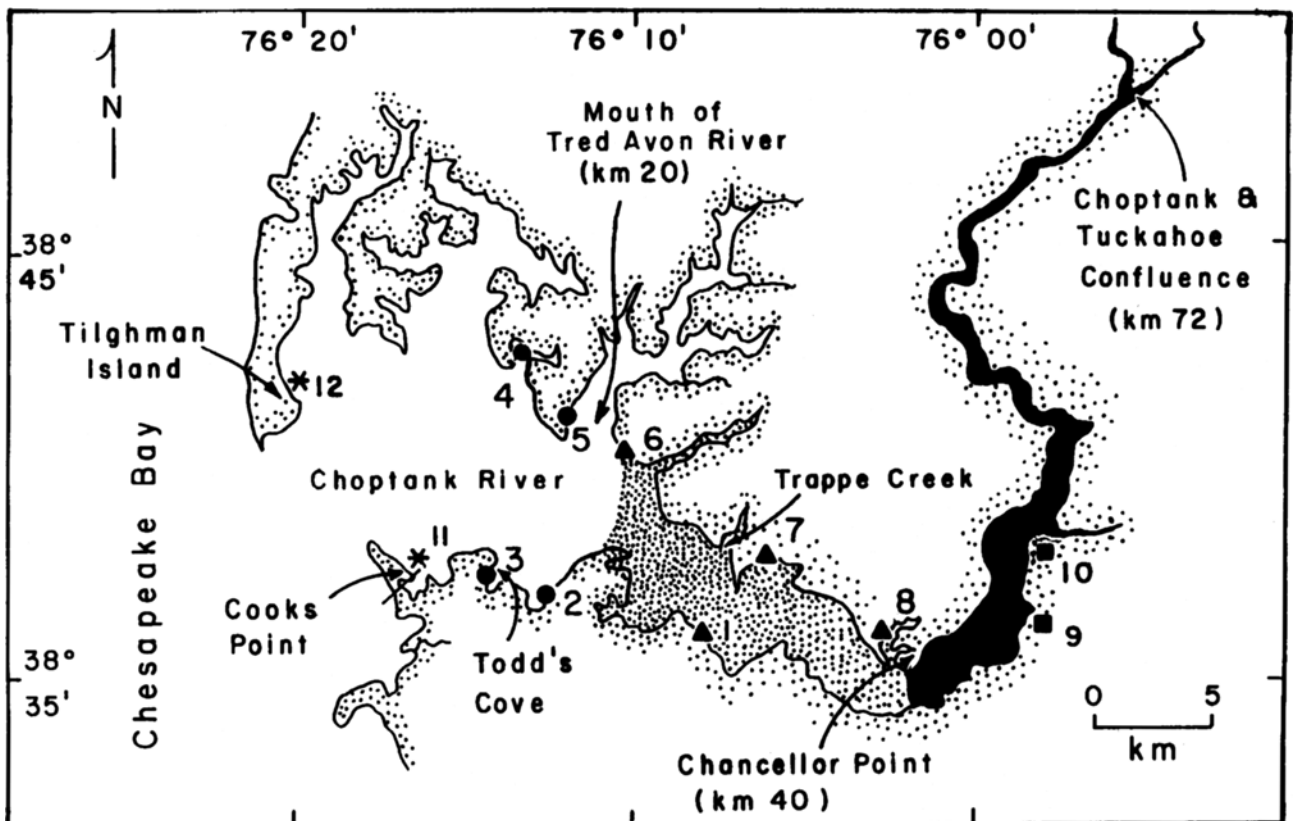 76° 20'
76° 10'
76° 00'
N
Mouth of
Tred Avon River
(km 20)
38°
45'
Choptank &
Tuckahoe
Confluence
(km 72)
Tilghman
Island
12
4
5
6
Choptank River
Trappe Creek
Chesapeake Bay
11
3
7
10
Cooks
Point
2
1
8
9
Todd's
Cove
38°
35'
0 5
km
Chancellor Point
(km 40)